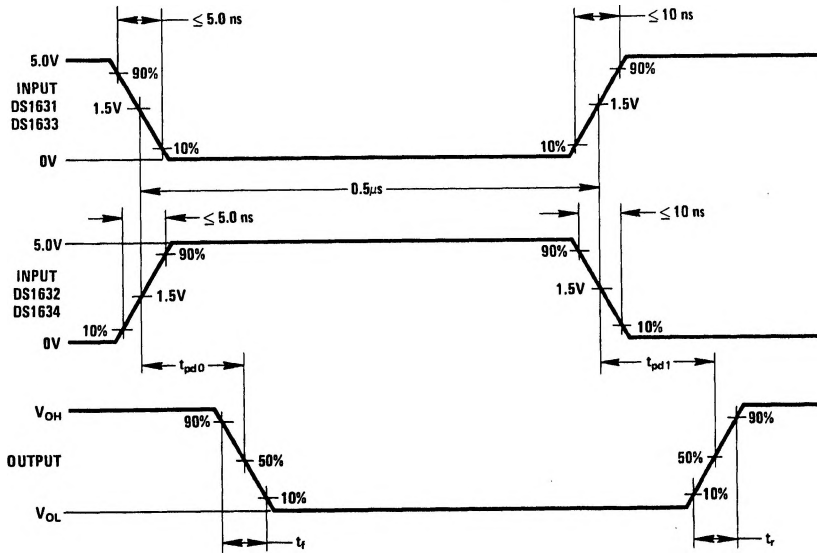 ≤ 5.0 ns
≤ 10 ns
5.0V
90%
90%
INPUT
DS1631
DS1633
1.5V
1.5V
10%
10%
0V
0.5μs
≤ 5.0 ns
≤ 10 ns
5.0V
90%
90%
INPUT
DS1632
DS1634
1.5V
1.5V
10%
10%
0V
tpd0
tpd1
VOH
90%
90%
OUTPUT
50%
50%
10%
10%
VOL
tf
tr